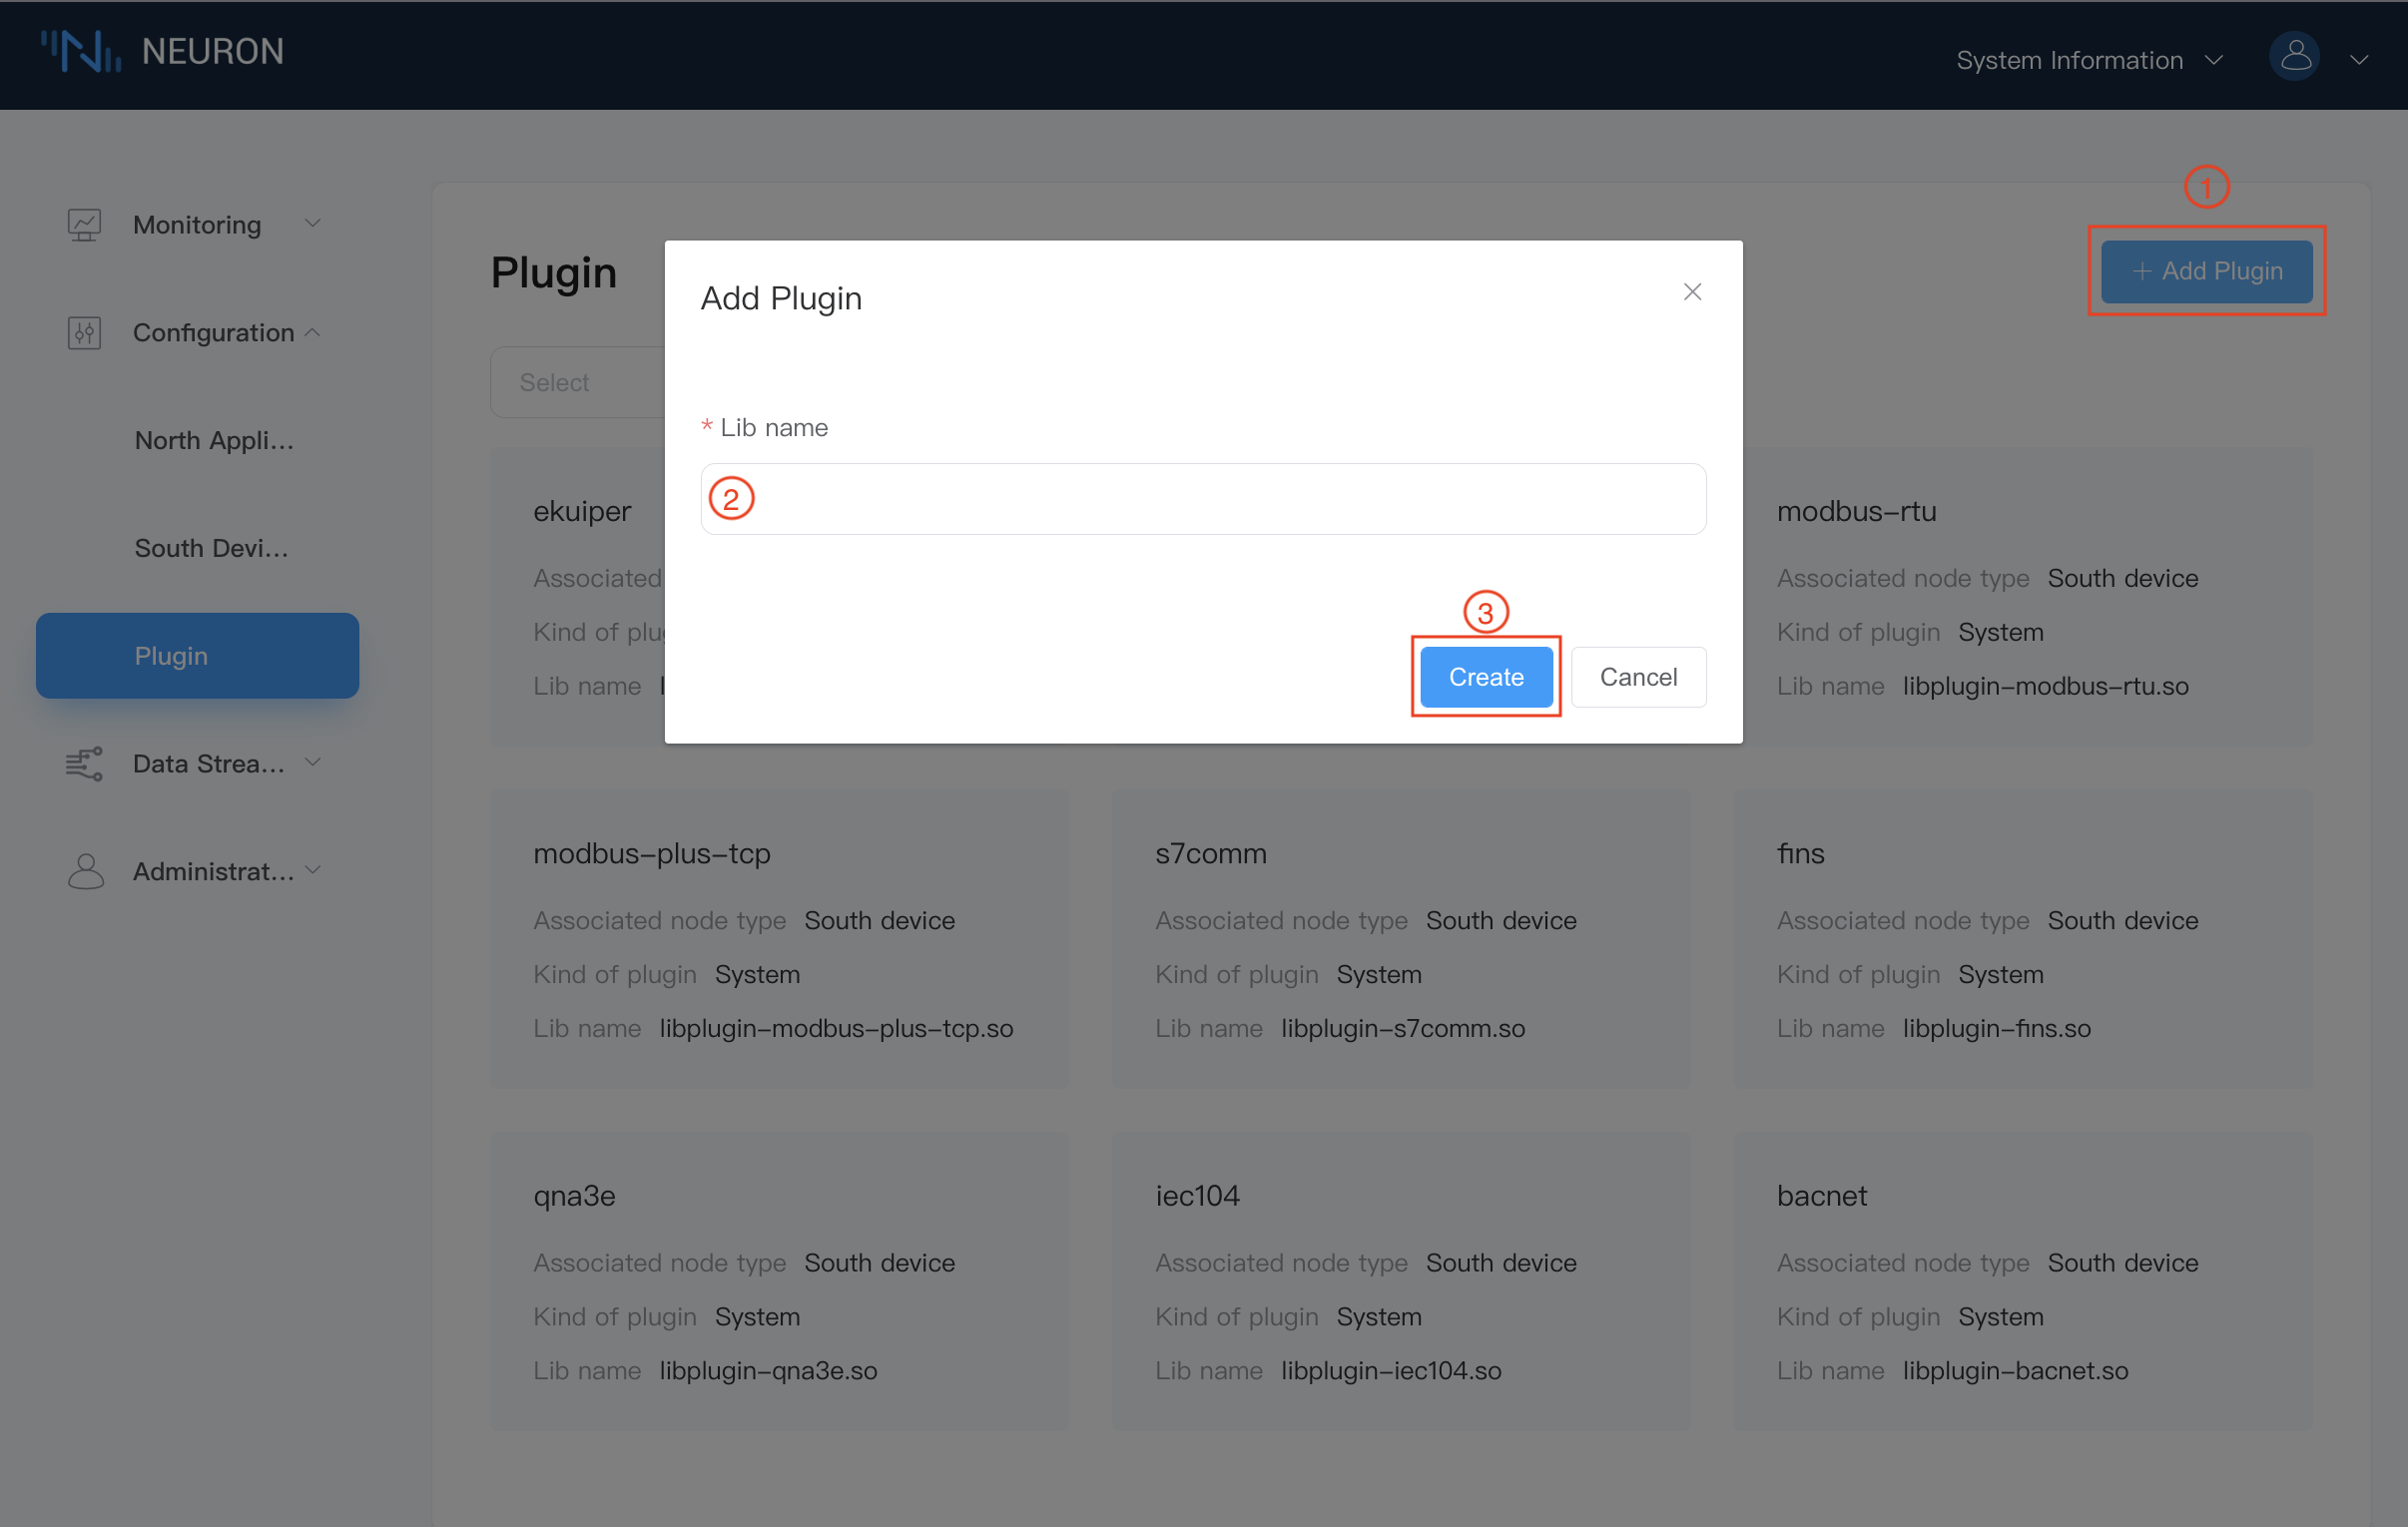 NEURON
System Information
Monitoring
Configuration
North Appli...
South Devi...
Plugin
Data Strea...
Administrat...
Plugin
1
+ Add Plugin
Select
Add Plugin
* Lib name
2
3
Create
Cancel
ekuiper
Associated
Kind of
Lib name
modbus-rtu
Associated node type South device
Kind of plugin System
Lib name libplugin-modbus-rtu.so
modbus-plus-tcp
Associated node type South device
Kind of plugin System
Lib name libplugin-modbus-plus-tcp.so
s7comm
Associated node type South device
Kind of plugin System
Lib name libplugin-s7comm.so
fins
Associated node type South device
Kind of plugin System
Lib name libplugin-fins.so
qna3e
Associated node type South device
Kind of plugin System
Lib name libplugin-qna3e.so
iec104
Associated node type South device
Kind of plugin System
Lib name libplugin-iec104.so
bacnet
Associated node type South device
Kind of plugin System
Lib name libplugin-bacnet.so